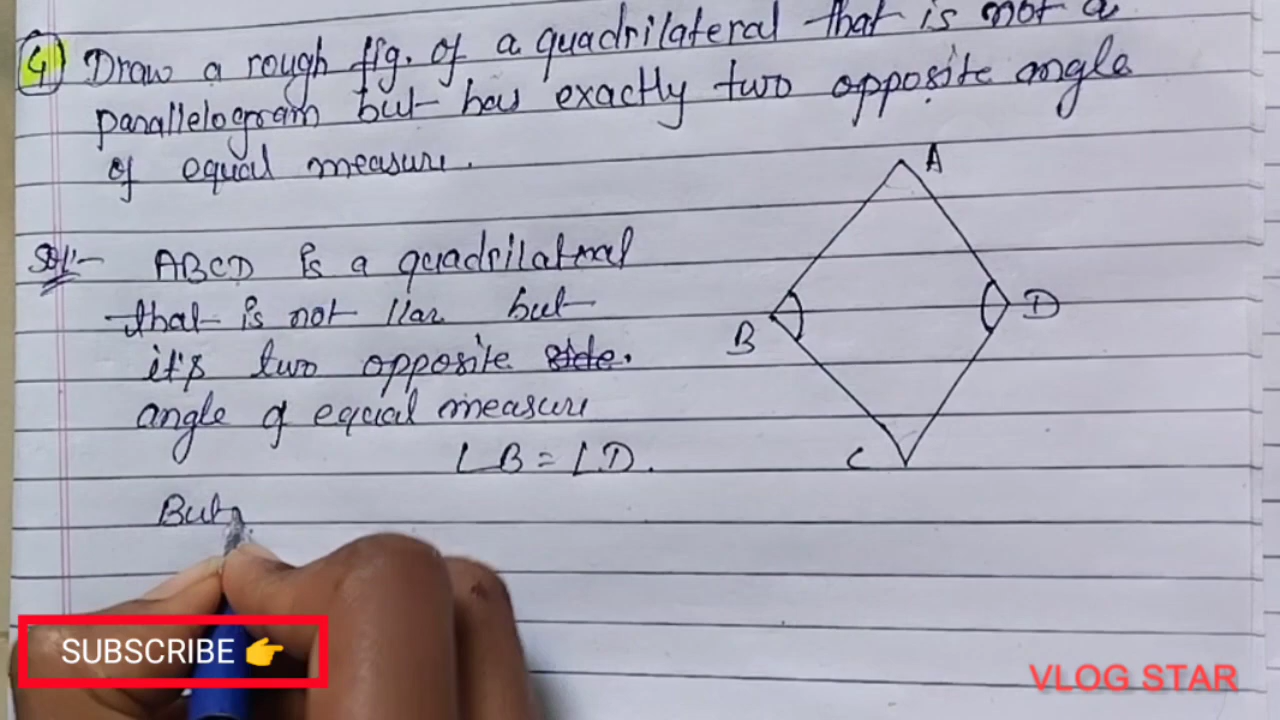 4) Draw a rough fig. of a quadrilateral that is not a
parallelogram but has exactly two opposite angle
of equal measure.
Sol:- ABCD is a quadrilateral
that is not llar but
it's two opposite side.
angle of equal measure
∠B = ∠D.
But
A
B
D
C
SUBSCRIBE 👉
VLOG STAR